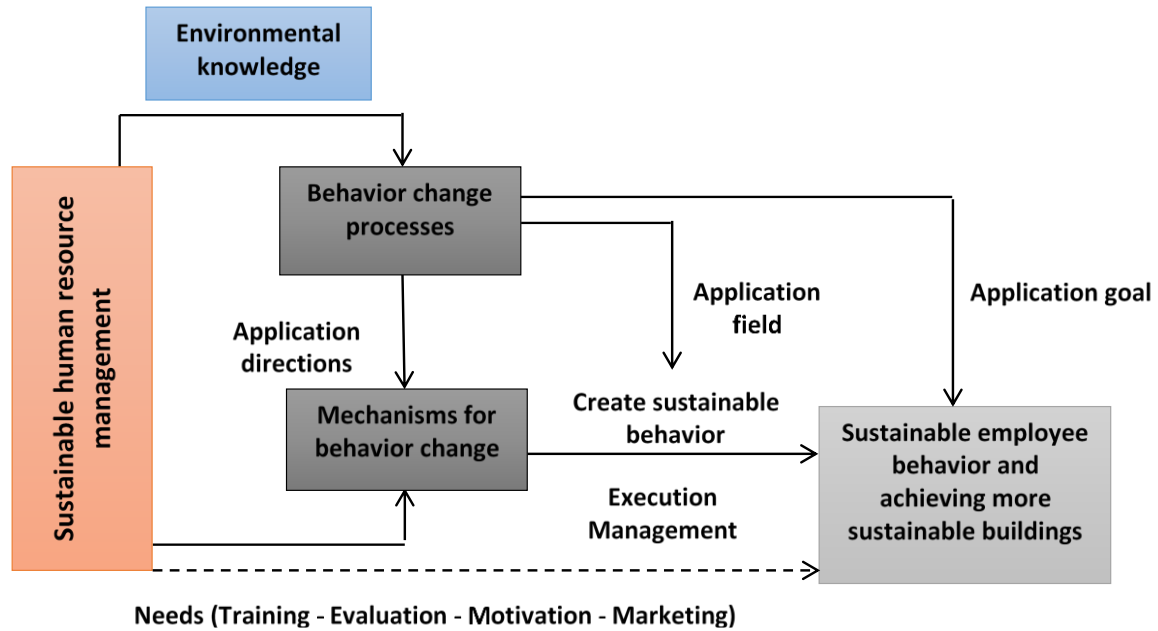 Environmental
knowledge
Sustainable human resource
management
Behavior change
processes
Application
directions
Application
field
Application goal
Mechanisms for
behavior change
Create sustainable
behavior
Execution
Management
Sustainable employee
behavior and
achieving more
sustainable buildings
Needs (Training - Evaluation - Motivation - Marketing)